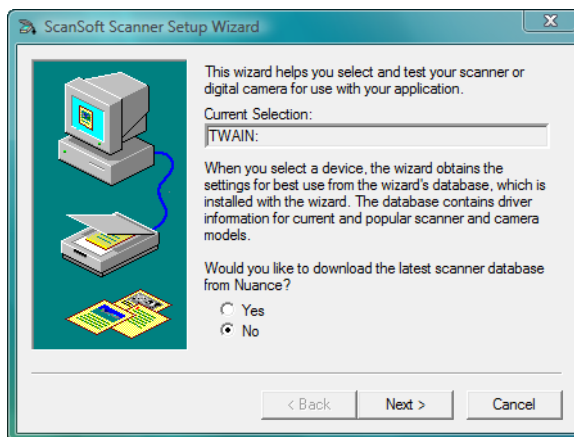 ScanSoft Scanner Setup Wizard
This wizard helps you select and test your scanner or
digital camera for use with your application.
Current Selection:
TWAIN:
When you select a device, the wizard obtains the
settings for best use from the wizard's database, which is
installed with the wizard. The database contains driver
information for current and popular scanner and camera
models.
Would you like to download the latest scanner database
from Nuance?
Yes
No
< Back
Next >
Cancel